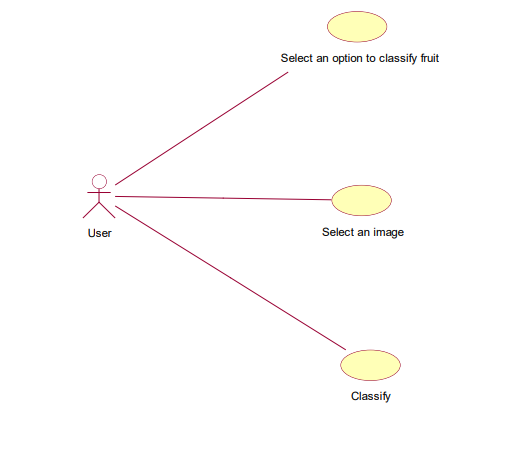 Select an option to classify fruit
User
Select an image
Classify